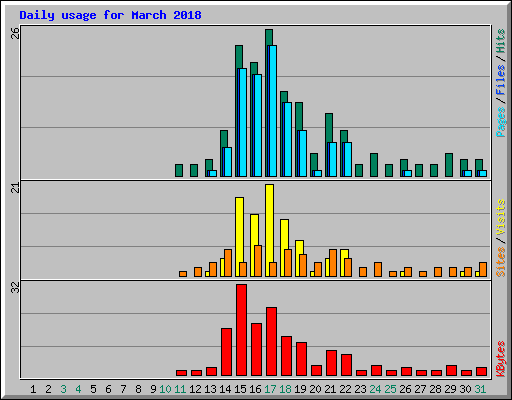 Daily usage for March 2018
26
Pages / Files / Hits
21
Sites / Visits
32
KBytes
1 2 3 4 5 6 7 8 9 10 11 12 13 14 15 16 17 18 19 20 21 22 23 24 25 26 27 28 29 30 31